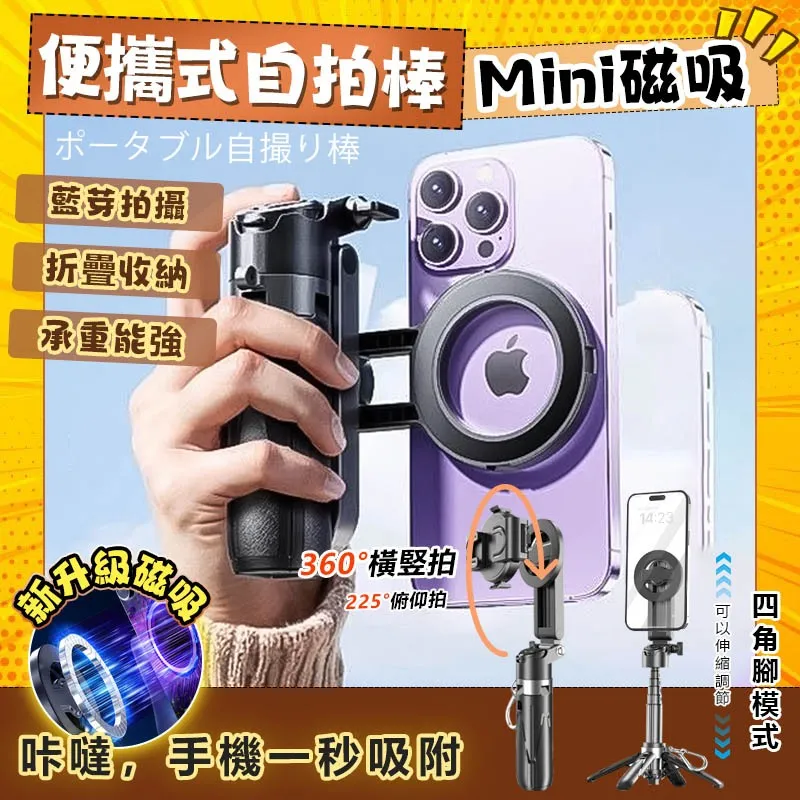 便攜式自拍棒
Mini磁吸
ポータブル自撮り棒
藍芽拍攝
折疊收納
承重能強
360°橫竪拍
225°俯仰拍
14:23
新升級磁吸
可以伸縮調節
四角腳模式
咔噠，手機一秒吸附